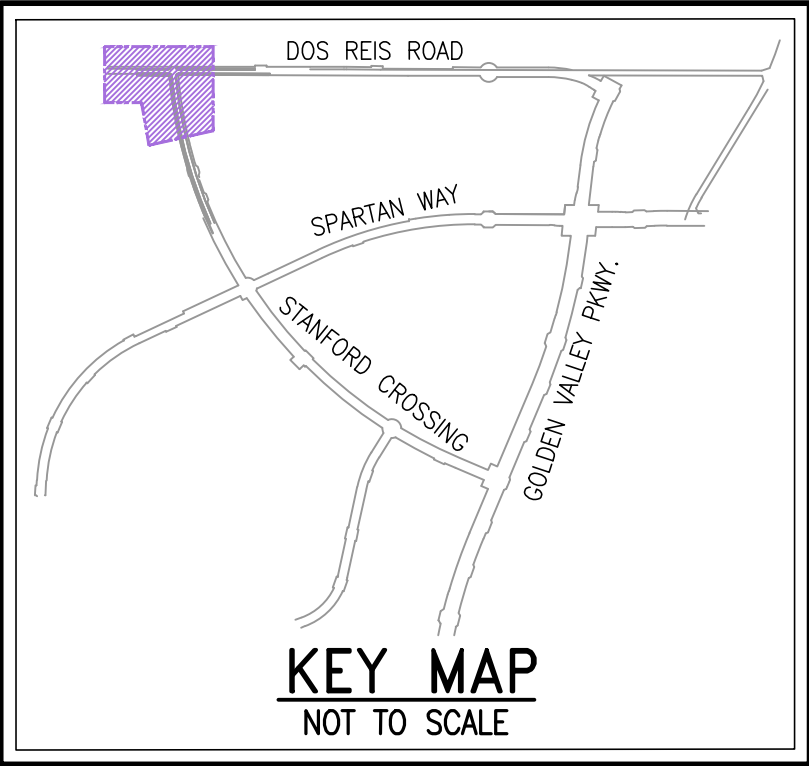 DOS REIS ROAD
SPARTAN WAY
STANFORD CROSSING
GOLDEN VALLEY PKWY.
KEY MAP
NOT TO SCALE